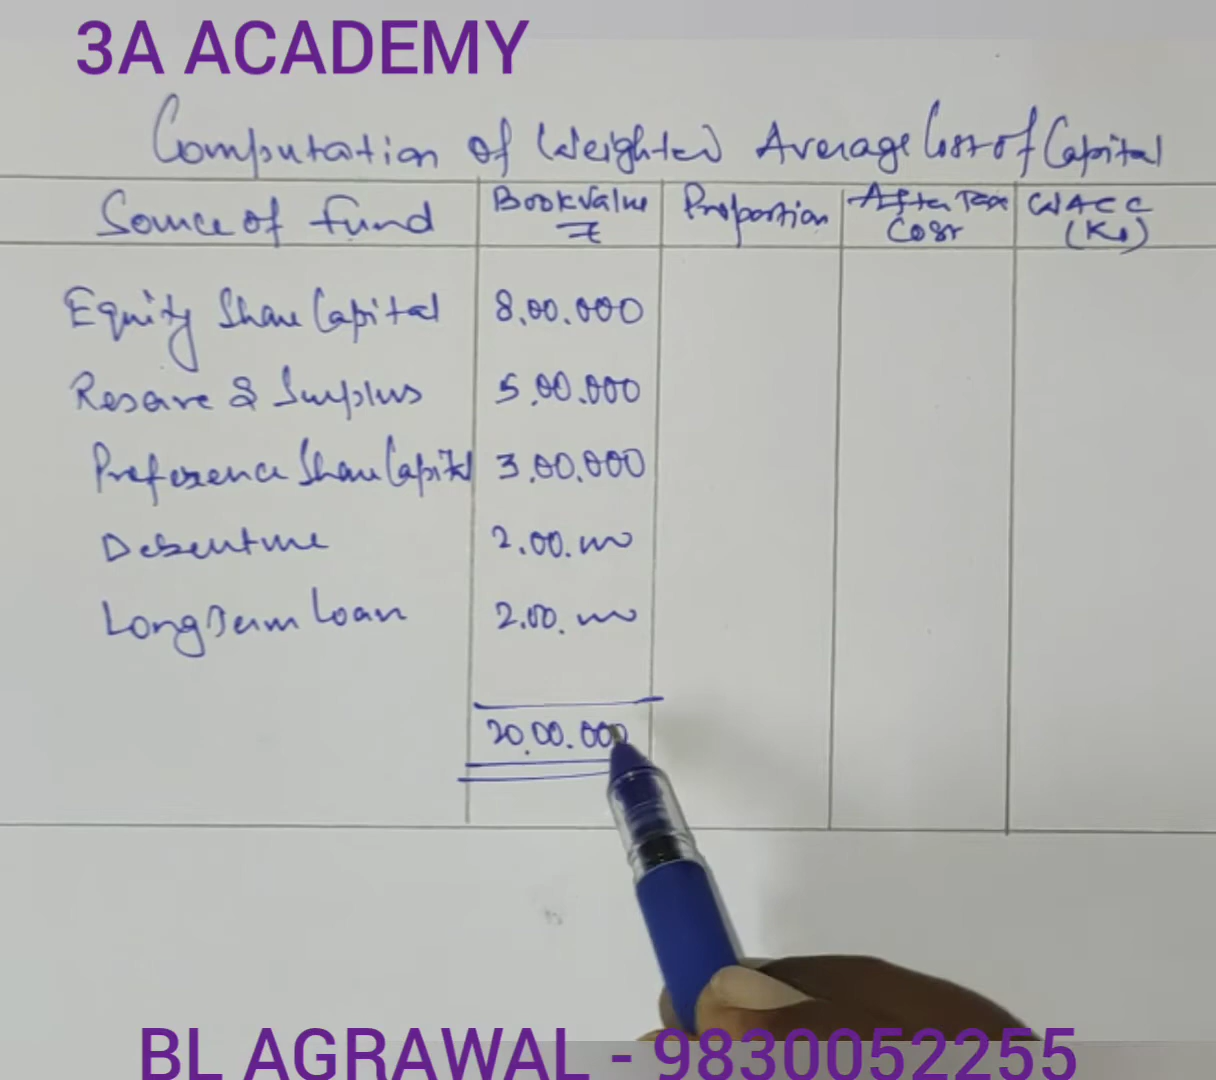 3A ACADEMY
Computation of Weighted Average Cost of Capital
Source of Fund Book Value ₹ Proportion After Tax Cost WACC (Ko)
Equity Share Capital 8,00,000
Reserve & Surplus 5,00,000
Preference Share Capital 3,00,000
Debenture 2,00,000
Long Term Loan 2,00,000
20,00,000
BL AGRAWAL - 9830052255